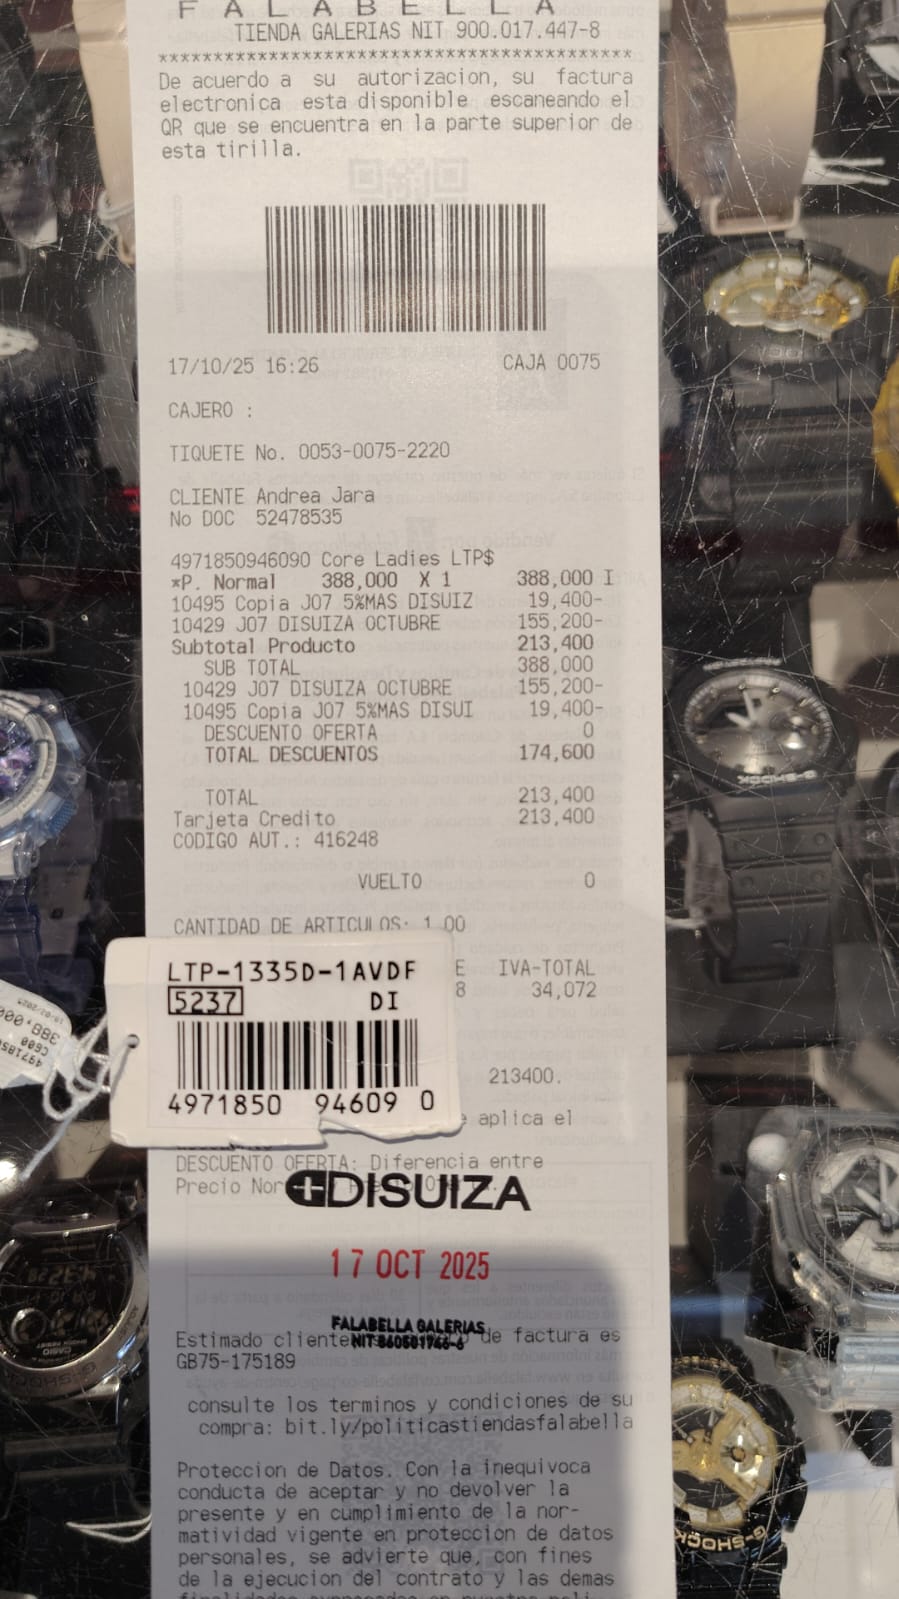 FALABELLA
TIENDA GALERIAS NIT 900.017.447-8
******************************************
De acuerdo a su autorizacion, su factura
electronica esta disponible escaneando el
QR que se encuentra en la parte superior de
esta tirilla.
17/10/25 16:26 CAJA 0075
CAJERO :
TIQUETE No. 0053-0075-2220
CLIENTE Andrea Jara
No DOC 52478535
4971850946090 Core Ladies LTP$
*P. Normal 388,000 X 1 388,000 I
10495 Copia J07 5%MAS DISUIZ 19,400-
10429 J07 DISUIZA OCTUBRE 155,200-
Subtotal Producto 213,400
SUB TOTAL 388,000
10429 J07 DISUIZA OCTUBRE 155,200-
10495 Copia J07 5%MAS DISUI 19,400-
DESCUENTO OFERTA 0
TOTAL DESCUENTOS 174,600
TOTAL 213,400
Tarjeta Credito 213,400
CODIGO AUT.: 416248
VUELTO 0
CANTIDAD DE ARTICULOS: 1.00
E IVA-TOTAL
8 34,072
213400.
aplica el
LTP-1335D-1AVDF
5237 DI
4971850 94609 0
DESCUENTO OFERTA: Diferencia entre
Precio
DISUIZA
17 OCT 2025
FALABELLA GALERIAS
NIT 860501766-6
Estimado cliente de factura es
GB75-175189
consulte los terminos y condiciones de su
compra: bit.ly/politicastiendasfalabella
Proteccion de Datos. Con la inequivoca
conducta de aceptar y no devolver la
presente y en cumplimiento de la nor-
matividad vigente en proteccion de datos
personales, se advierte que, con fines
de la ejecucion del contrato y las demas
G-SHOCK
G-SHOCK
G-SHOCK
CASIO